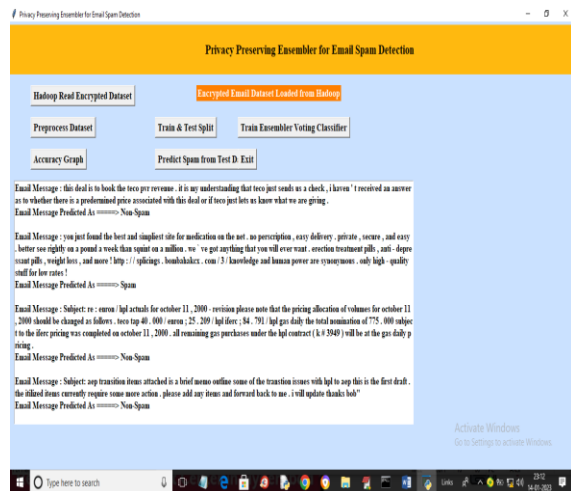 Privacy Preserving Ensembler for Email Spam Detection
Privacy Preserving Ensembler for Email Spam Detection
Hadoop Read Encrypted Dataset
Encrypted Email Dataset Loaded from Hadoop
Preprocess Dataset
Train & Test Split
Train Ensembler Voting Classifier
Accuracy Graph
Predict Spam from Test D. Exit
Email Message : this deal is to book the teco pvr revenue . it is my understanding that teco just sends us a check , i haven ' t received an answer
as to whether there is a predermined price associated with this deal or if teco just lets us know what we are giving .
Email Message Predicted As =====> Non-Spam
Email Message : you just found the best and simpliest site for medication on the net . no perscription , easy delivery . private , secure , and easy
. better see rightly on a pound a week than squint on a million . we ` ve got anything that you will ever want . erection treatment pills , anti - depre
ssant pills , weight loss , and more ! http : / / splicings . bombahakcx . com / 3 / knowledge and human power are synonymous . only high - quality
stuff for low rates !
Email Message Predicted As =====> Spam
Email Message : Subject: re : enron / hpl actuals for october 11 , 2000 - revision please note that the pricing allocation of volumes for october 11
, 2000 should be changed as follows . teco tap 40 . 000 / enron ; 25 . 209 / hpl iferc ; 84 . 791 / hpl gas daily the total nomination of 775 . 000 subjec
t to the iferc pricing was completed on october 11 , 2000 . all remaining gas purchases under the hpl contract ( k # 3949 ) will be at the gas daily p
ricing .
Email Message Predicted As =====> Non-Spam
Email Message : Subject: aep transition items attached is a brief memo outline some of the transtion issues with hpl to aep this is the first draft .
the itilized items currently require some more action . please add any items and forward back to me . i will update thanks bob"
Email Message Predicted As =====> Non-Spam
Activate Windows
Go to Settings to activate Windows.
Type here to search
Links
23:12
14-01-2023